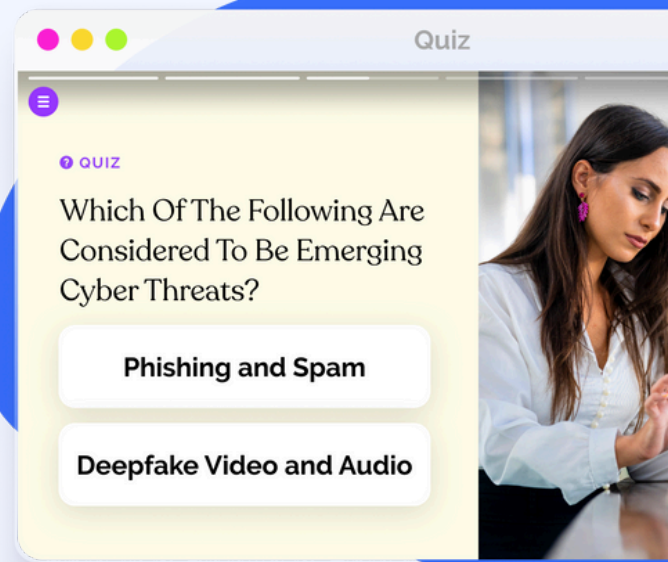 Quiz
QUIZ
Which Of The Following Are
Considered To Be Emerging
Cyber Threats?
Phishing and Spam
Deepfake Video and Audio